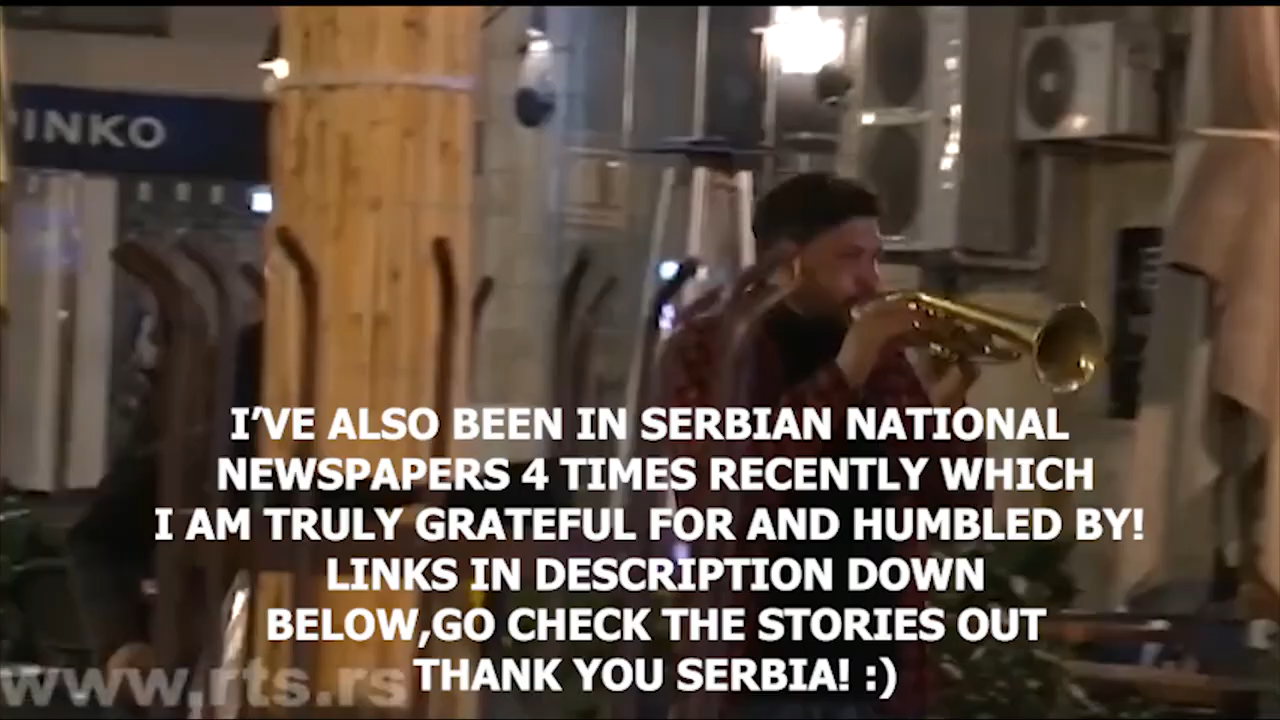 PINKO
I'VE ALSO BEEN IN SERBIAN NATIONAL
NEWSPAPERS 4 TIMES RECENTLY WHICH
I AM TRULY GRATEFUL FOR AND HUMBLED BY!
LINKS IN DESCRIPTION DOWN
BELOW,GO CHECK THE STORIES OUT
THANK YOU SERBIA! :)
www.rts.rs